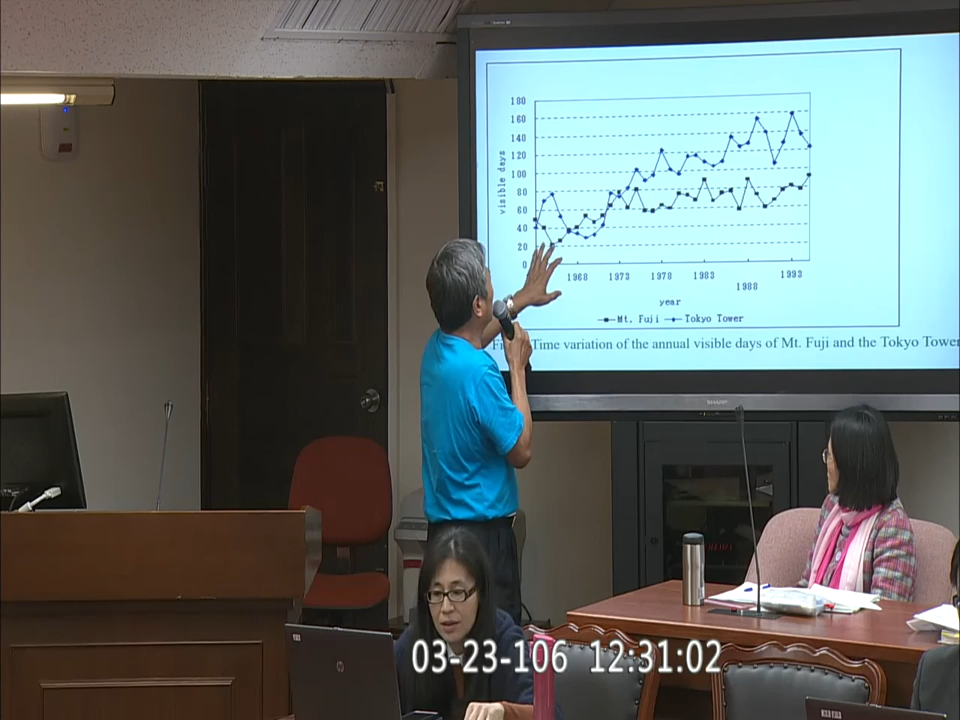 180
160
140
120
100
80
60
40
20
0
visible days
1968 1973 1978 1983 1988 1993
year
Mt. Fuji Tokyo Tower
Time variation of the annual visible days of Mt. Fuji and the Tokyo Tower
SHARP
hp
03-23-106 12:31:02